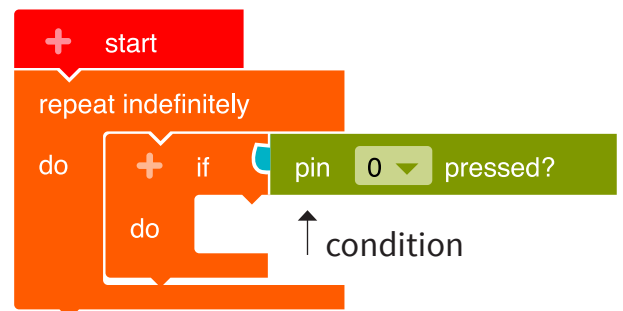 start
repeat indefinitely
do if pin 0 pressed?
do
condition